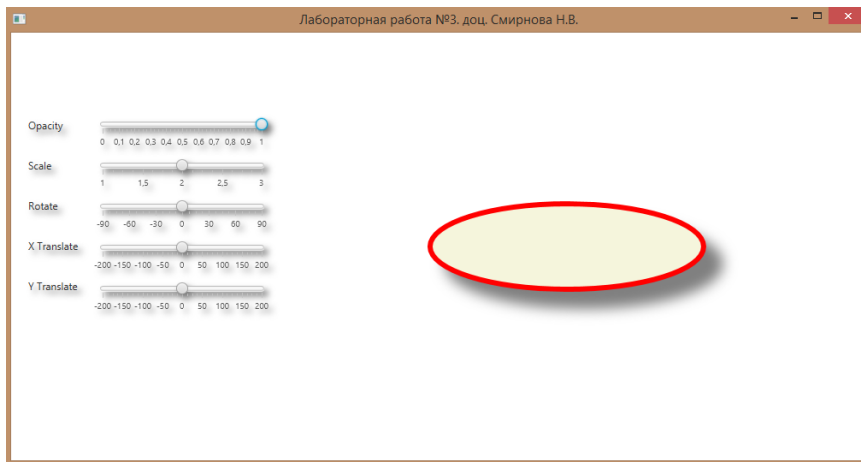 Лабораторная работа №3. доц. Смирнова Н.В.
Opacity
0 0,1 0,2 0,3 0,4 0,5 0,6 0,7 0,8 0,9 1
Scale
1 1,5 2 2,5 3
Rotate
-90 -60 -30 0 30 60 90
X Translate
-200 -150 -100 -50 0 50 100 150 200
Y Translate
-200 -150 -100 -50 0 50 100 150 200